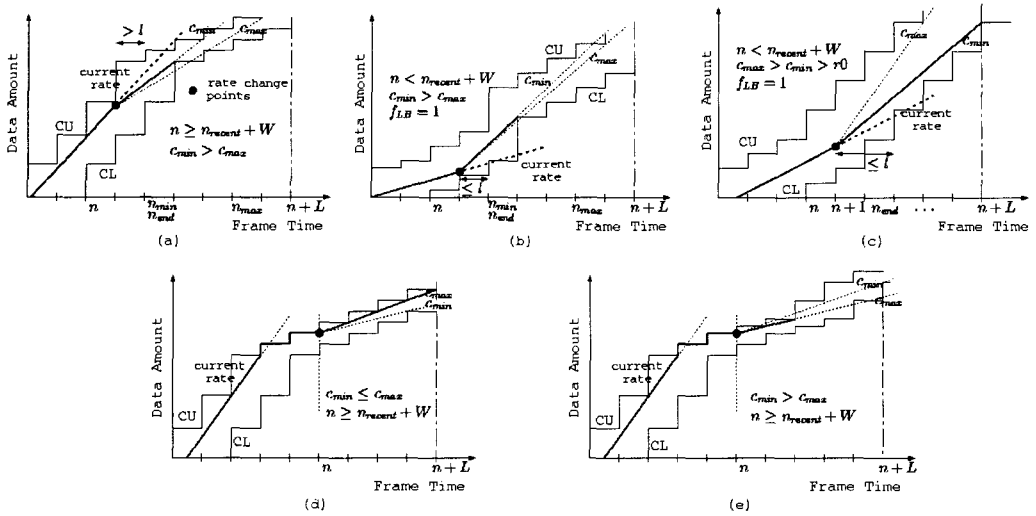 Data Amount
> l
c_min
c_max
current
rate
rate change
points
n ≥ n_recent + W
c_min > c_max
CU
CL
n
n_min
n_end
n_max
n + L
Frame Time
(a)
Data Amount
n < n_recent + W
c_min > c_max
f_LB = 1
CU
c_max
c_min
CL
current
rate
≤ l
n
n_min
n_end
n_max
n + L
Frame Time
(b)
Data Amount
n < n_recent + W
c_max > c_min > r0
f_LB = 1
c_max
c_min
CU
current
rate
≤ l
CL
n
n + 1
n_end
...
n + L
Frame Time
(c)
Data Amount
c_max
c_min
current
rate
c_min ≤ c_max
n ≥ n_recent + W
CU
CL
n
n + L
Frame Time
(d)
Data Amount
c_min
c_max
current
rate
c_min > c_max
n ≥ n_recent + W
CU
CL
n
n + L
Frame Time
(e)